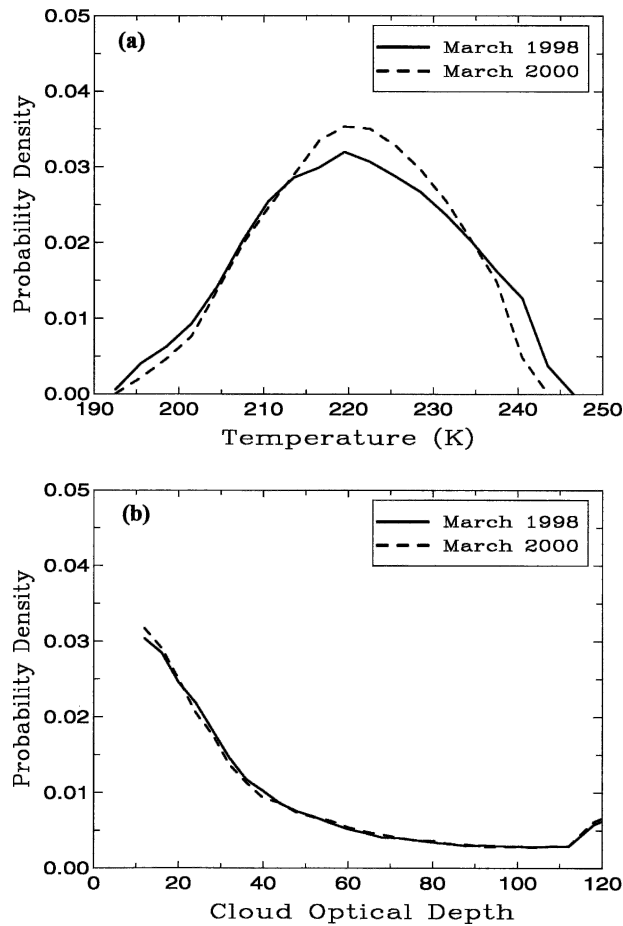 (a)
March 1998
March 2000
0.05
0.04
0.03
0.02
0.01
0.00
Probability Density
190 200 210 220 230 240 250
Temperature (K)
(b)
March 1998
March 2000
0.05
0.04
0.03
0.02
0.01
0.00
Probability Density
0 20 40 60 80 100 120
Cloud Optical Depth